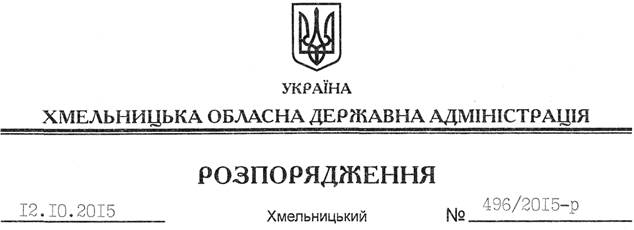 УКРАЇНА
ХМЕЛЬНИЦЬКА ОБЛАСНА ДЕРЖАВНА АДМІНІСТРАЦІЯ
РОЗПОРЯДЖЕННЯ
12.10.2015 Хмельницький № 496/2015-р